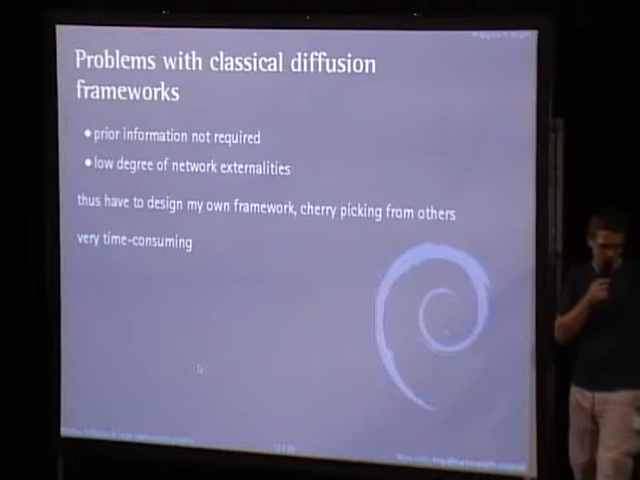 Problems with classical diffusion
frameworks
• prior information not required
• low degree of network externalities
thus have to design my own framework, cherry picking from others
very time-consuming